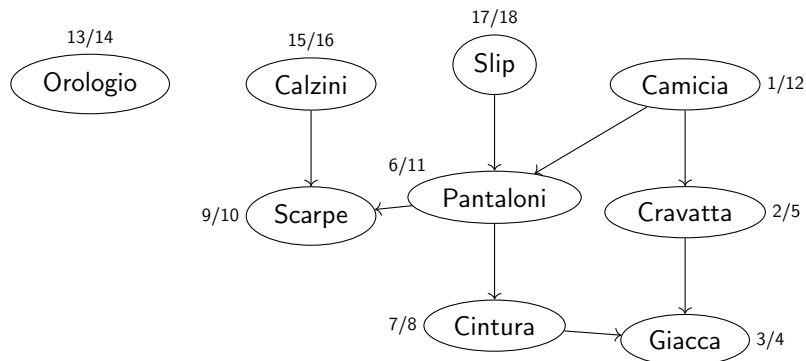 13/14
Orologio
15/16
Calzini
17/18
Slip
Camicia
1/12
6/11
Pantaloni
9/10
Scarpe
Cravatta
2/5
7/8
Cintura
Giacca
3/4